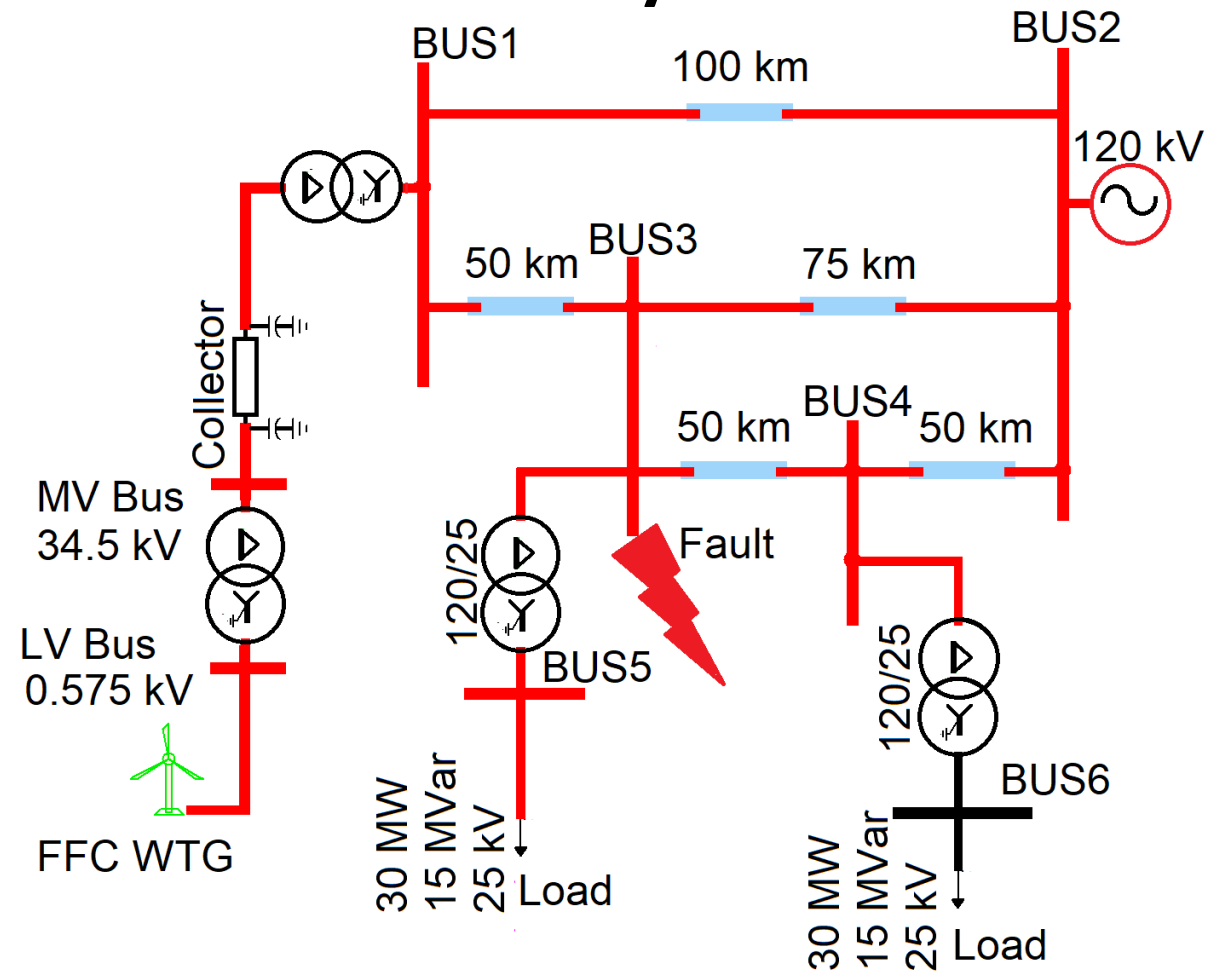 BUS1
BUS2
100 km
120 kV
BUS3
50 km
75 km
Collector
BUS4
50 km
50 km
MV Bus
34.5 kV
120/25
Fault
LV Bus
0.575 kV
BUS5
120/25
BUS6
FFC WTG
30 MW
15 MVar
25 kV
Load
30 MW
15 MVar
25 kV
Load